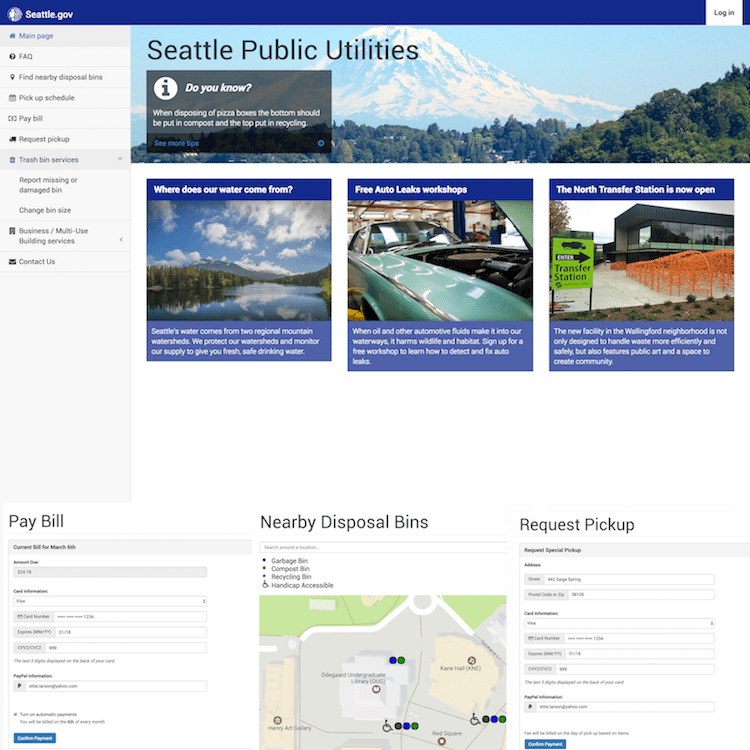 Seattle.gov
Log in
Main page
FAQ
Find nearby disposal bins
Pick up schedule
Pay bill
Request pickup
Trash bin services
Report missing or
damaged bin
Change bin size
Business / Multi-Use
Building services
Contact Us
Seattle Public Utilities
Do you know?
When disposing of pizza boxes the bottom should
be put in compost and the top put in recycling.
See more tips
Where does our water come from?
Seattle's water comes from two regional mountain
watersheds. We protect our watersheds and monitor
our supply to give you fresh, safe drinking water.
Free Auto Leaks workshops
When oil and other automotive fluids make it into our
waterways, it harms wildlife and habitat. Sign up for a
free workshop to learn how to detect and fix auto
leaks.
The North Transfer Station is now open
ENTER
Transfer
Station
The new facility in the Wallingford neighborhood is not
only designed to handle waste more efficiently and
safely, but also features public art and a space to
create community.
Pay Bill
Current Bill for March 6th
Amount Due:
$24.79
Card Information:
Visa
Card Number
•••• •••• •••• 1234
Expires (MM/YY)
01/18
CVV2/CVC2
999
The last 3 digits displayed on the back of your card.
PayPal Information:
ettie.larson@yahoo.com
Turn on automatic payments
You will be billed on the 6th of every month
Confirm Payment
Nearby Disposal Bins
Search around a location...
Garbage Bin
Compost Bin
Recycling Bin
Handicap Accessible
Odegaard Undergraduate
Library (OUG)
Kane Hall (KNE)
Henry Art Gallery
Red Square
Request Pickup
Request Special Pickup
Address:
Street
442 Saige Spring
Postal Code or Zip
98105
Card Information:
Visa
Card Number
•••• •••• •••• 1234
Expires (MM/YY)
01/18
CVV2/CVC2
999
The last 3 digits displayed on the back of your card.
PayPal Information:
ettie.larson@yahoo.com
Fee will be billed on the day of pick up based on items
Confirm Payment